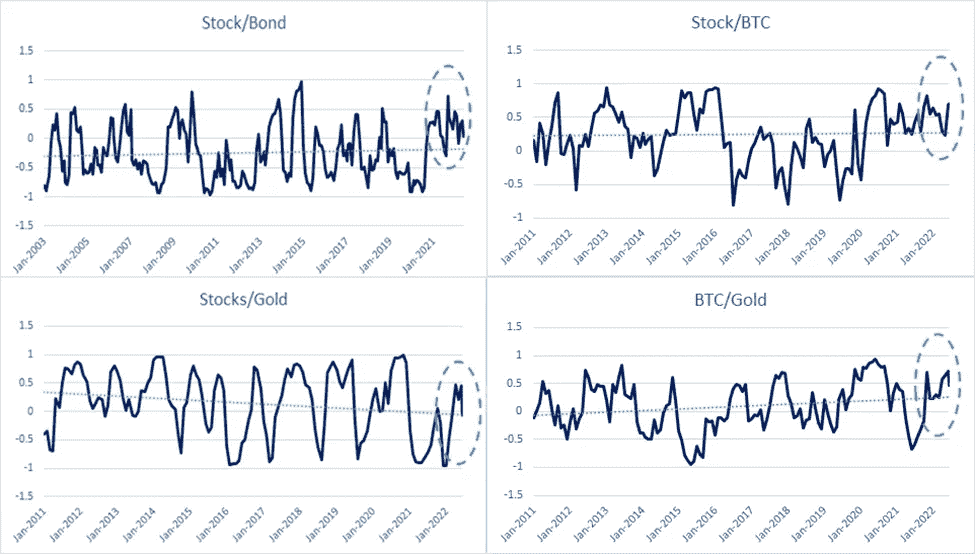 Stock/Bond
1.5
1
0.5
0
-0.5
-1
-1.5
Jan-2003
Jan-2005
Jan-2007
Jan-2009
Jan-2011
Jan-2013
Jan-2015
Jan-2017
Jan-2019
Jan-2021
Stock/BTC
1.5
1
0.5
0
-0.5
-1
Jan-2011
Jan-2012
Jan-2013
Jan-2014
Jan-2015
Jan-2016
Jan-2017
Jan-2018
Jan-2019
Jan-2020
Jan-2021
Jan-2022
Stocks/Gold
1.5
1
0.5
0
-0.5
-1
-1.5
Jan-2011
Jan-2012
Jan-2013
Jan-2014
Jan-2015
Jan-2016
Jan-2017
Jan-2018
Jan-2019
Jan-2020
Jan-2021
Jan-2022
BTC/Gold
1.5
1
0.5
0
-0.5
-1
-1.5
Jan-2011
Jan-2012
Jan-2013
Jan-2014
Jan-2015
Jan-2016
Jan-2017
Jan-2018
Jan-2019
Jan-2020
Jan-2021
Jan-2022